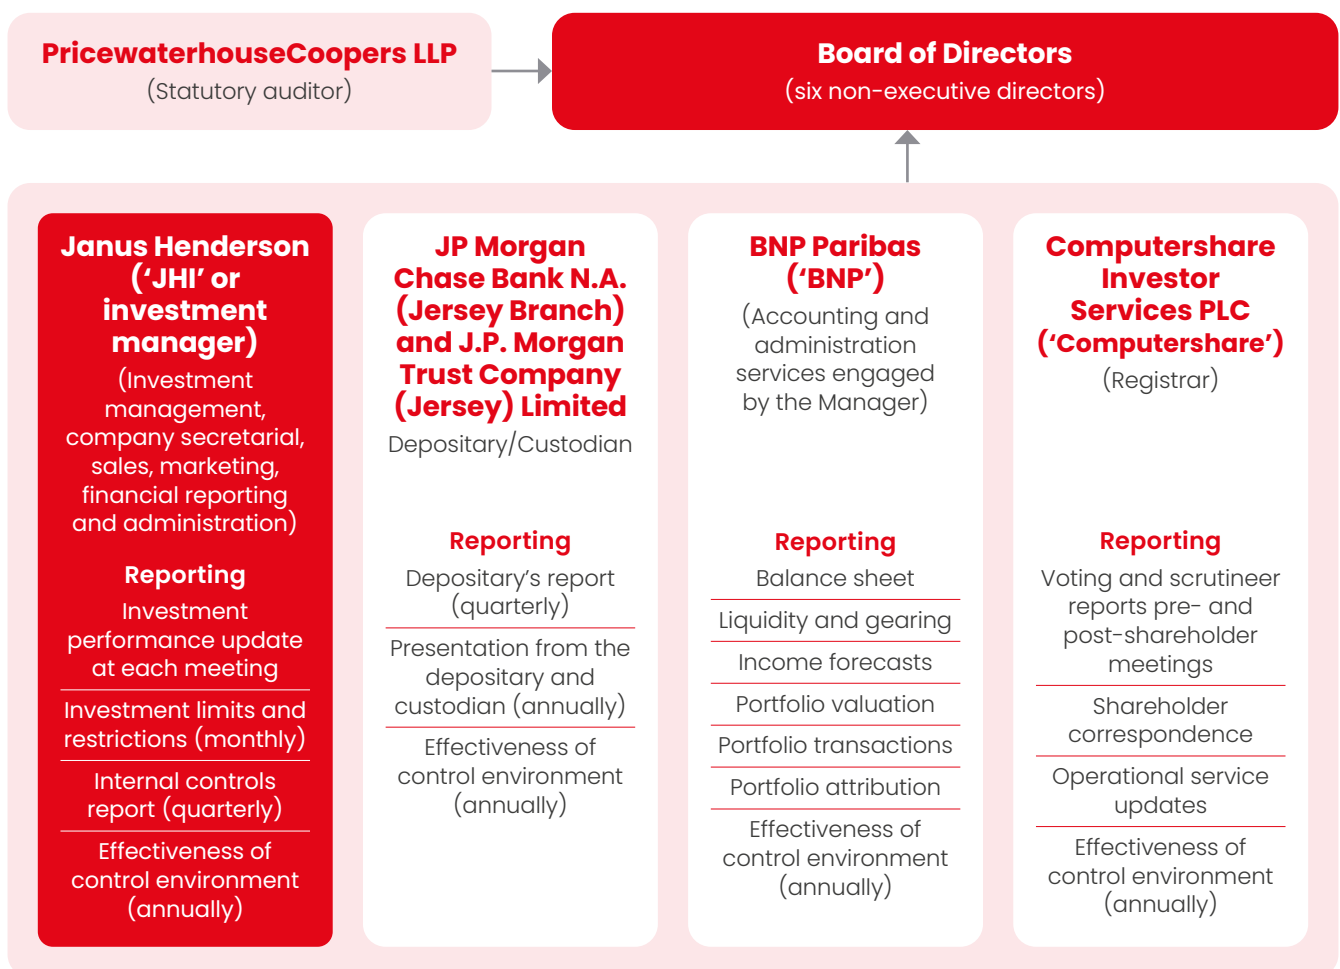 PricewaterhouseCoopers LLP
(Statutory auditor)
Board of Directors
(six non-executive directors)
Janus Henderson
(‘JHI’ or
investment
manager)
(Investment
management,
company secretarial,
sales, marketing,
financial reporting
and administration)
Reporting
Investment
performance update
at each meeting
Investment limits and
restrictions (monthly)
Internal controls
report (quarterly)
Effectiveness of
control environment
(annually)
JP Morgan
Chase Bank N.A.
(Jersey Branch)
and J.P. Morgan
Trust Company
(Jersey) Limited
Depositary/Custodian
Reporting
Depositary’s report
(quarterly)
Presentation from the
depositary and
custodian (annually)
Effectiveness of
control environment
(annually)
BNP Paribas
(‘BNP’)
(Accounting and
administration
services engaged
by the Manager)
Reporting
Balance sheet
Liquidity and gearing
Income forecasts
Portfolio valuation
Portfolio transactions
Portfolio attribution
Effectiveness of
control environment
(annually)
Computershare
Investor
Services PLC
(‘Computershare’)
(Registrar)
Reporting
Voting and scrutineer
reports pre- and
post-shareholder
meetings
Shareholder
correspondence
Operational service
updates
Effectiveness of
control environment
(annually)